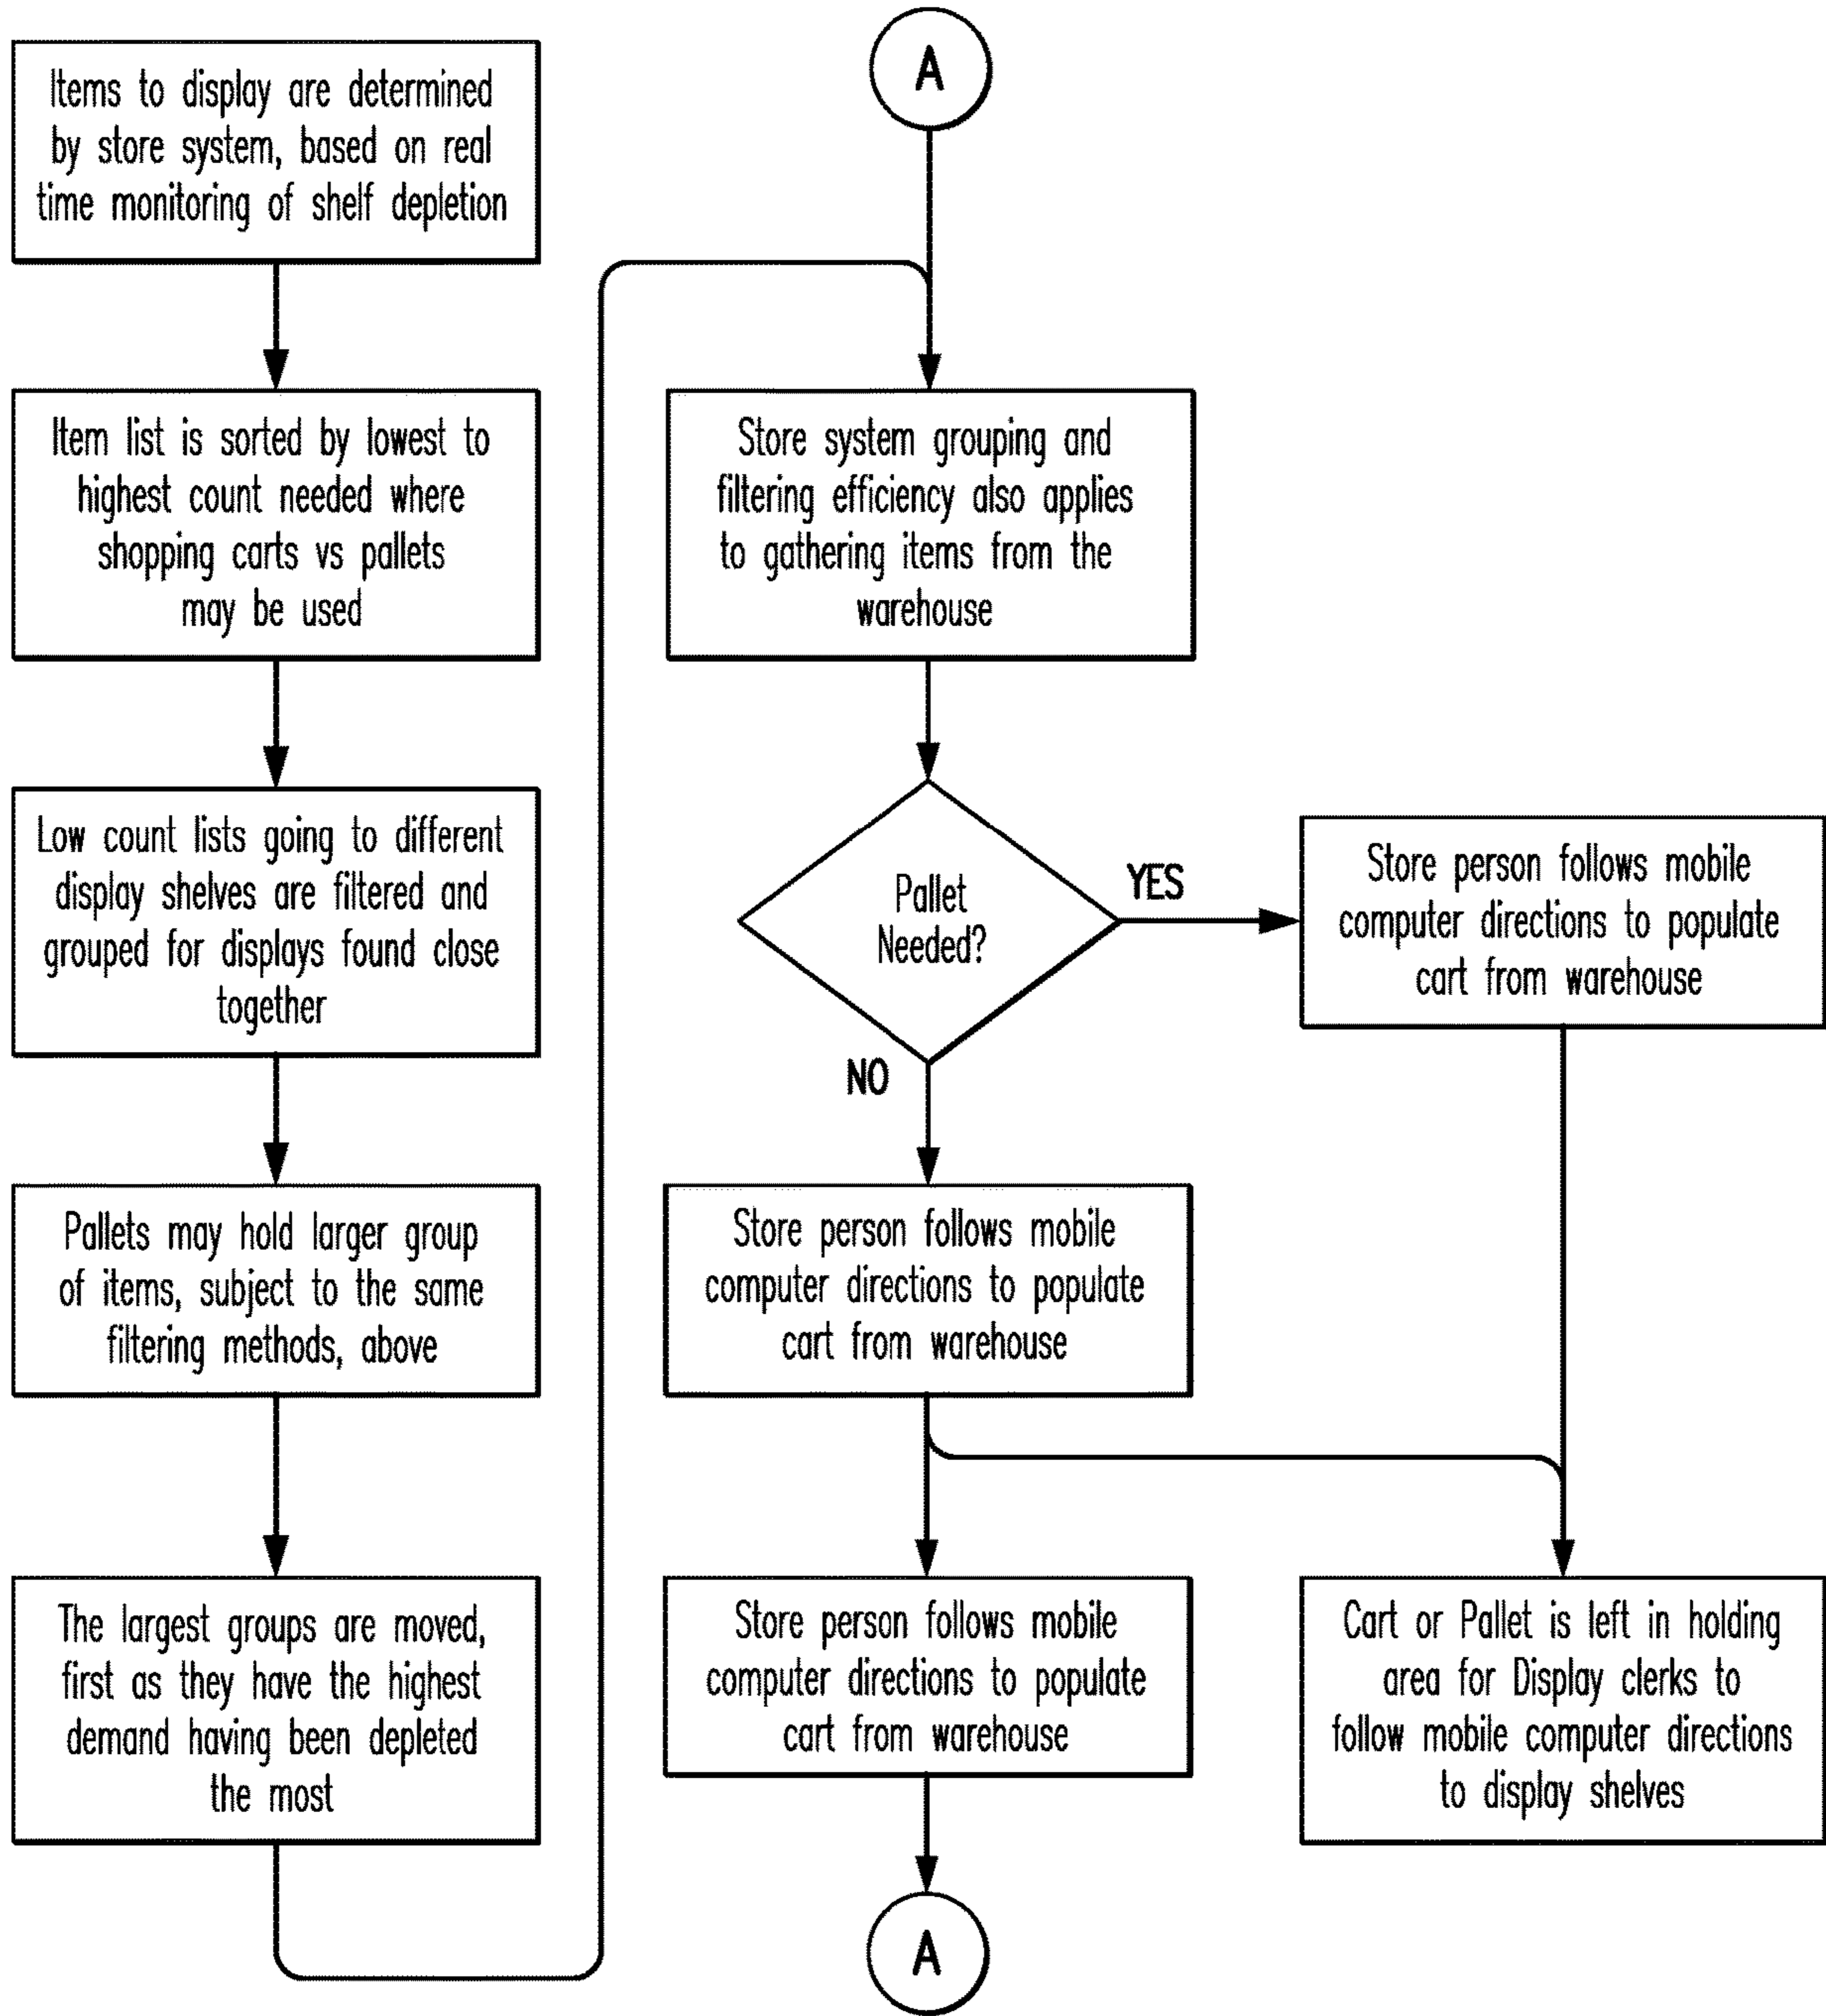 Items to display are determined
by store system, based on real
time monitoring of shelf depletion
Item list is sorted by lowest to
highest count needed where
shopping carts vs pallets
may be used
Low count lists going to different
display shelves are filtered and
grouped for displays found close
together
Pallets may hold larger group
of items, subject to the same
filtering methods, above
The largest groups are moved,
first as they have the highest
demand having been depleted
the most
A
Store system grouping and
filtering efficiency also applies
to gathering items from the
warehouse
Pallet
Needed?
YES
NO
Store person follows mobile
computer directions to populate
cart from warehouse
Store person follows mobile
computer directions to populate
cart from warehouse
Store person follows mobile
computer directions to populate
cart from warehouse
Cart or Pallet is left in holding
area for Display clerks to
follow mobile computer directions
to display shelves
A